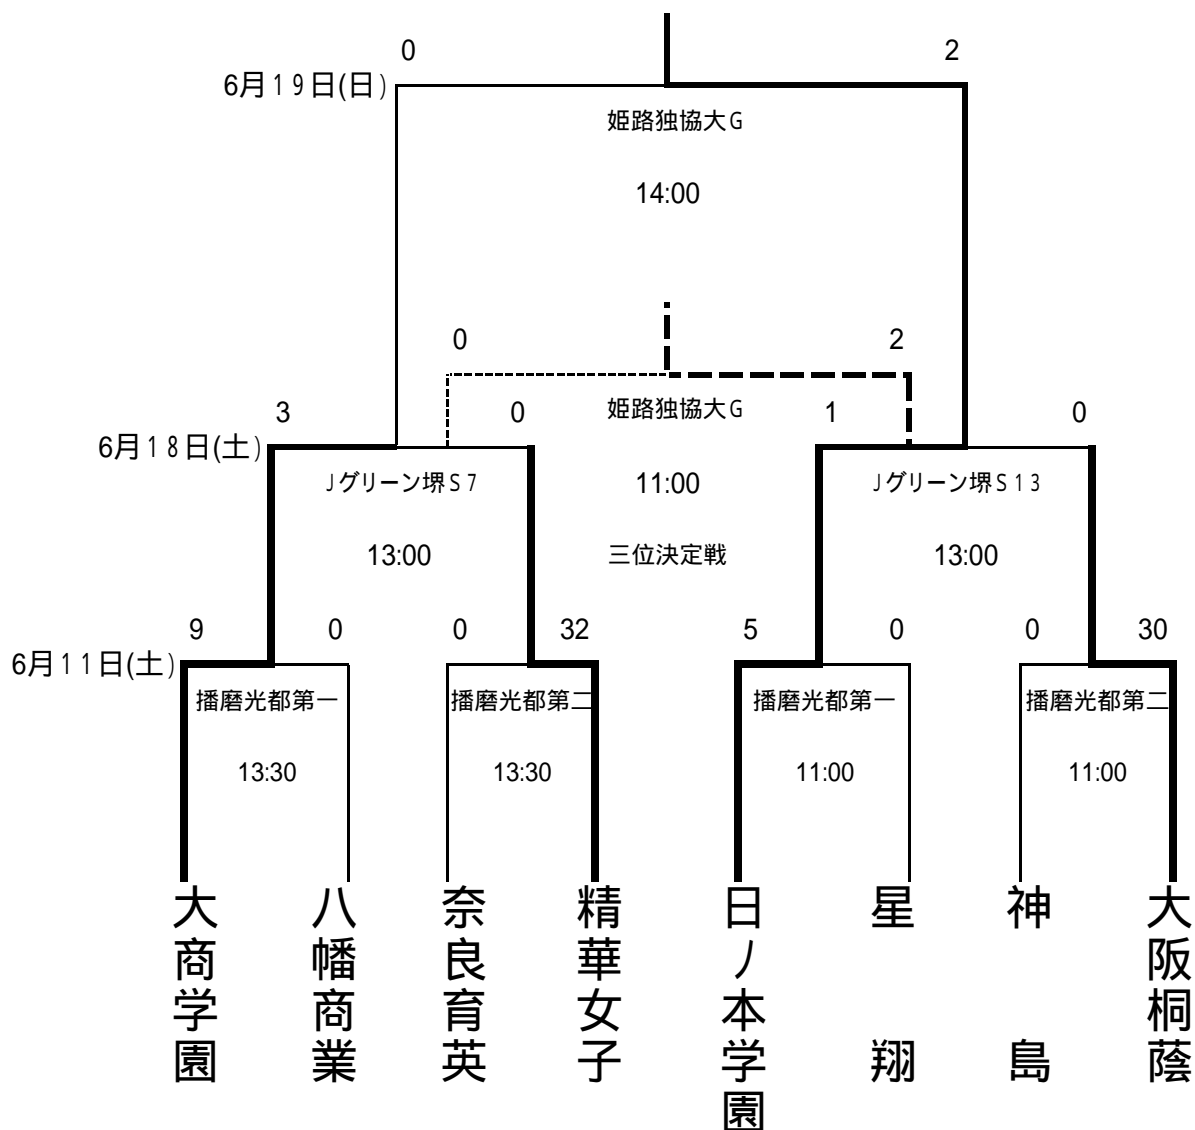 0 2
6月19日(日)
姫路独協大G
14:00
0 2
3 0 姫路独協大G 1 0
6月18日(土)
JグリーンS堺7 11:00 Jグリーン堺S13
13:00 三位決定戦 13:00
9 0 0 32 5 0 0 30
6月11日(土)
播磨光都第一 播磨光都第二 播磨光都第一 播磨光都第二
13:30 13:30 11:00 11:00
大商学園
八幡商業
奈良育英
精華女子
日ノ本学園
星翔
神島
大阪桐蔭